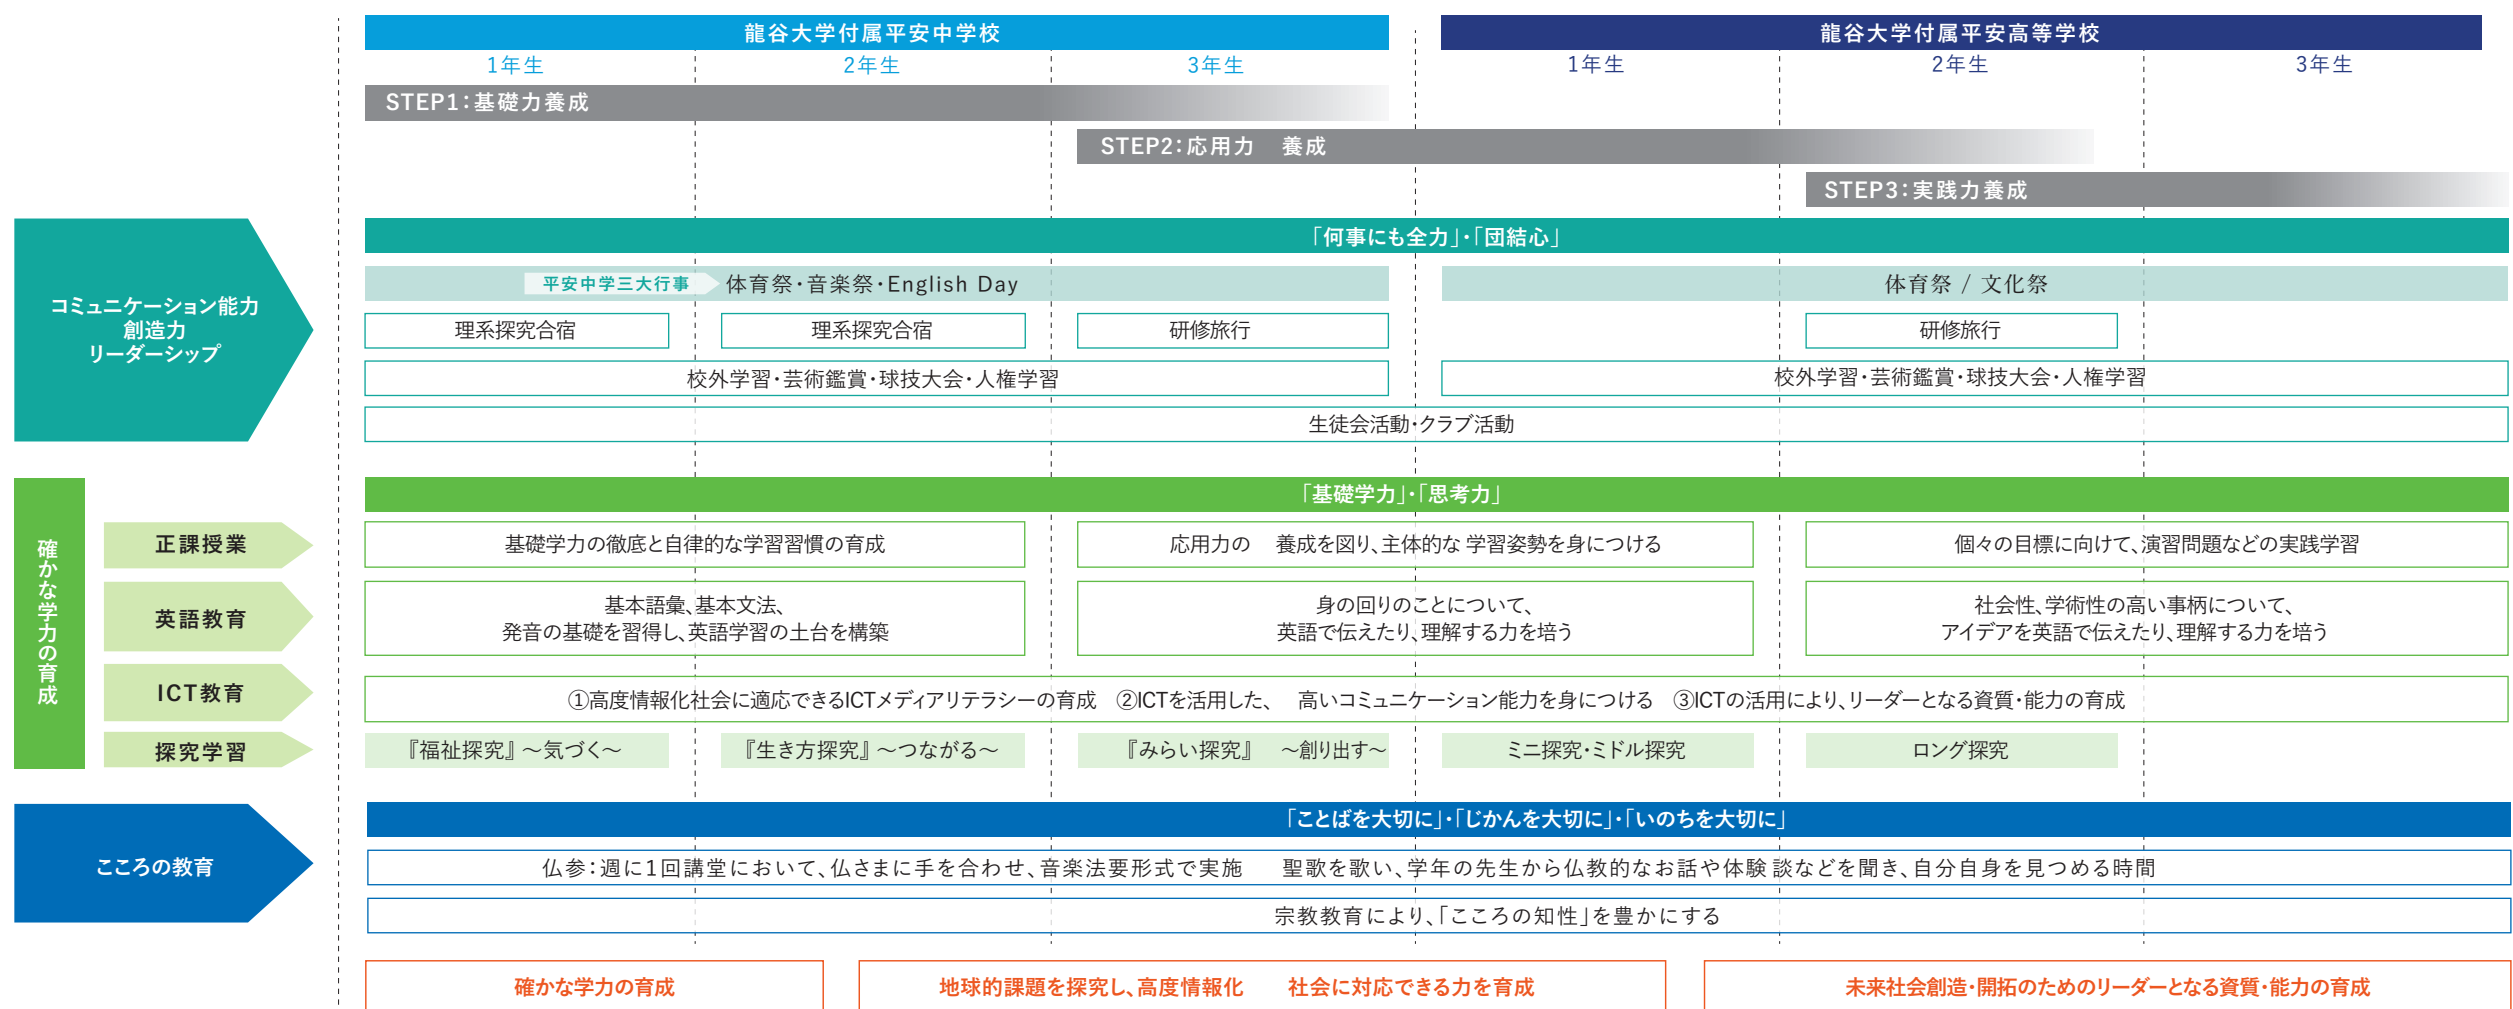 龍谷大学付属平安中学校
龍谷大学付属平安高等学校
1年生
2年生
3年生
1年生
2年生
3年生
STEP1:基礎力養成
STEP2:応用力 養成
STEP3:実践力養成
コミュニケーション能力
創造力
リーダーシップ
「何事にも全力」・「団結心」
平安中学三大行事
体育祭・音楽祭・English Day
体育祭 / 文化祭
理系探究合宿
理系探究合宿
研修旅行
研修旅行
校外学習・芸術鑑賞・球技大会・人権学習
校外学習・芸術鑑賞・球技大会・人権学習
生徒会活動・クラブ活動
確かな学力の育成
「基礎学力」・「思考力」
正課授業
基礎学力の徹底と自律的な学習習慣の育成
応用力の 養成を図り、主体的な 学習姿勢を身につける
個々の目標に向けて、演習問題などの実践学習
英語教育
基本語彙、基本文法、
発音の基礎を習得し、英語学習の土台を構築
身の回りのことについて、
英語で伝えたり、理解する力を培う
社会性、学術性の高い事柄について、
アイデアを英語で伝えたり、理解する力を培う
ICT教育
①高度情報化社会に適応できるICTメディアリテラシーの育成 ②ICTを活用した、 高いコミュニケーション能力を身につける ③ICTの活用により、リーダーとなる資質・能力の育成
探究学習
『福祉探究』～気づく～
『生き方探究』～つながる～
『みらい探究』 ～創り出す～
ミニ探究・ミドル探究
ロング探究
こころの教育
「ことばを大切に」・「じかんを大切に」・「いのちを大切に」
仏参:週に1回講堂において、仏さまに手を合わせ、音楽法要形式で実施 聖歌を歌い、学年の先生から仏教的なお話や体験 談などを聞き、自分自身を見つめる時間
宗教教育により、「こころの知性」を豊かにする
確かな学力の育成
地球的課題を探究し、高度情報化 社会に対応できる力を育成
未来社会創造・開拓のためのリーダーとなる資質・能力の育成